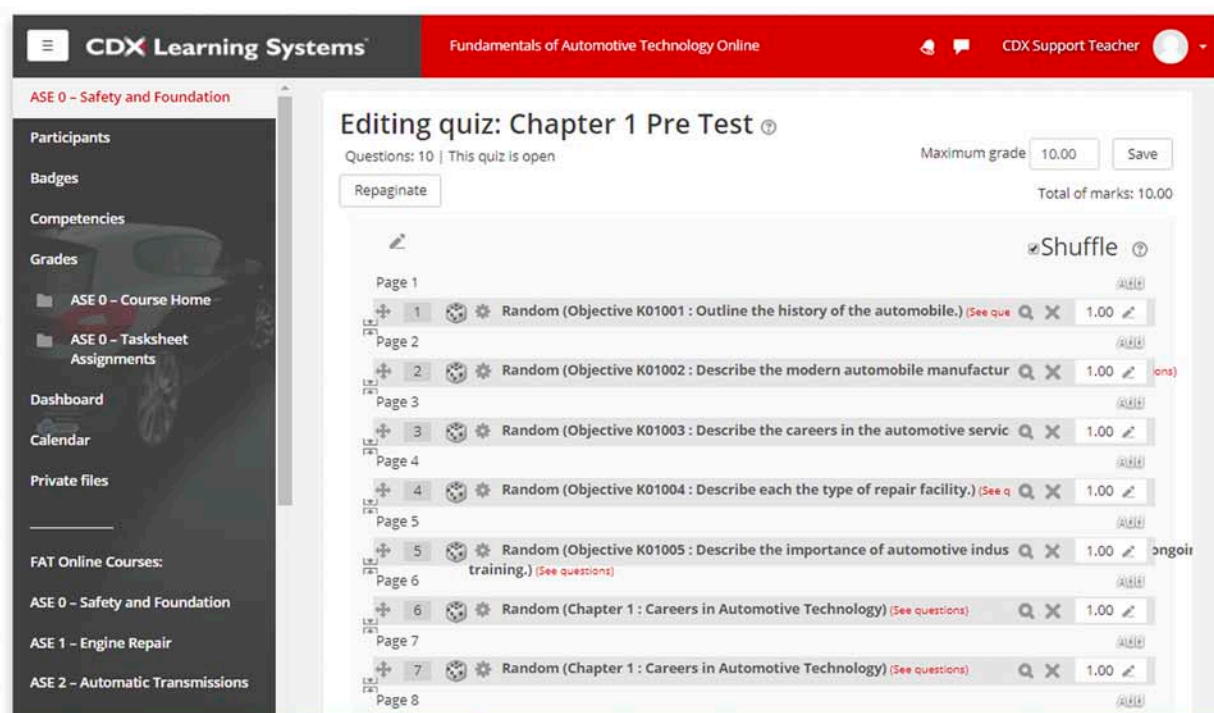 CDX Learning Systems
Fundamentals of Automotive Technology Online
CDX Support Teacher
ASE 0 – Safety and Foundation
Participants
Badges
Competencies
Grades
ASE 0 – Course Home
ASE 0 – Tasksheet
Assignments
Dashboard
Calendar
Private files
FAT Online Courses:
ASE 0 – Safety and Foundation
ASE 1 – Engine Repair
ASE 2 – Automatic Transmissions
Editing quiz: Chapter 1 Pre Test
Questions: 10 | This quiz is open
Maximum grade 10.00 Save
Repaginate
Total of marks: 10.00
Shuffle
Page 1
1 Random (Objective K01001 : Outline the history of the automobile.) (See que 1.00
Page 2
2 Random (Objective K01002 : Describe the modern automobile manufactur 1.00 ons)
Page 3
3 Random (Objective K01003 : Describe the careers in the automotive servic 1.00
Page 4
4 Random (Objective K01004 : Describe each the type of repair facility.) (See q 1.00
Page 5
5 Random (Objective K01005 : Describe the importance of automotive indus 1.00 ongoin
training.) (See questions)
Page 6
6 Random (Chapter 1 : Careers in Automotive Technology) (See questions) 1.00
Page 7
7 Random (Chapter 1 : Careers in Automotive Technology) (See questions) 1.00
Page 8